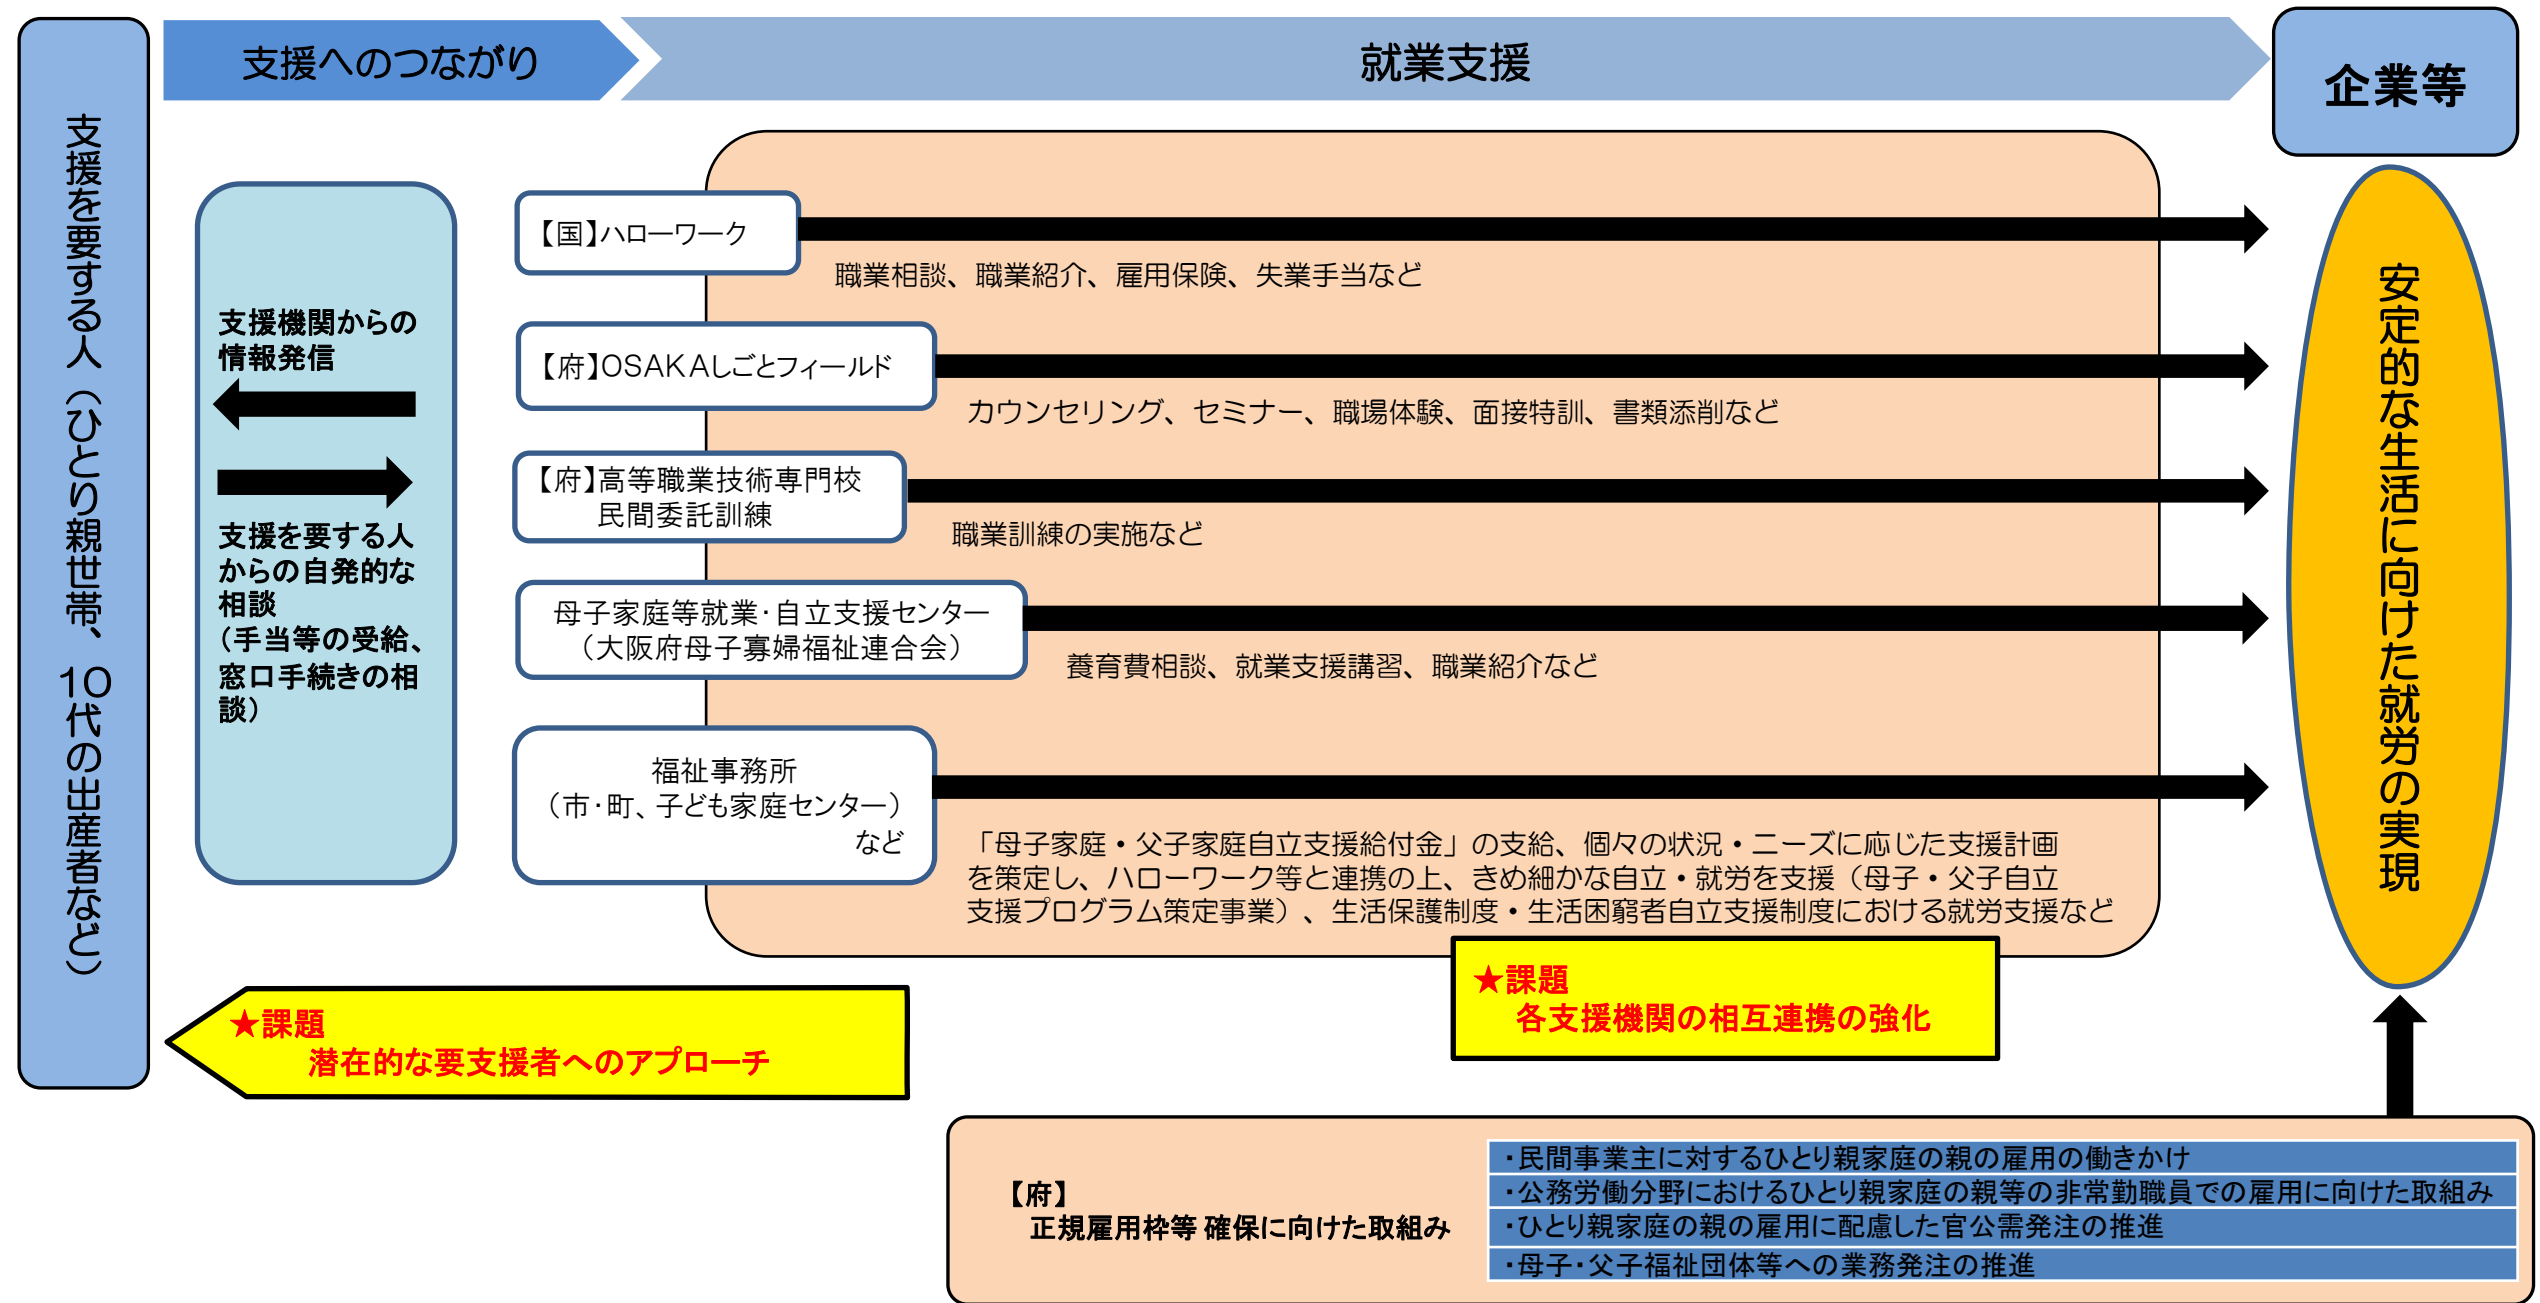 支援へのつながり
就業支援
企業等
支援を要する人（ひとり親世帯、10代の出産者など）
支援機関からの
情報発信
支援を要する人
からの自発的な
相談
（手当等の受給、
窓口手続きの相
談）
【国】ハローワーク
職業相談、職業紹介、雇用保険、失業手当など
【府】OSAKAしごとフィールド
カウンセリング、セミナー、職場体験、面接特訓、書類添削など
【府】高等職業技術専門校
民間委託訓練
職業訓練の実施など
母子家庭等就業・自立支援センター
（大阪府母子寡婦福祉連合会）
養育費相談、就業支援講習、職業紹介など
福祉事務所
（市・町、子ども家庭センター）
など
「母子家庭・父子家庭自立支援給付金」の支給、個々の状況・ニーズに応じた支援計画
を策定し、ハローワーク等と連携の上、きめ細かな自立・就労を支援（母子・父子自立
支援プログラム策定事業）、生活保護制度・生活困窮者自立支援制度における就労支援など
安定的な生活に向けた就労の実現
★課題
各支援機関の相互連携の強化
★課題
潜在的な要支援者へのアプローチ
【府】
正規雇用枠等 確保に向けた取組み
・民間事業主に対するひとり親家庭の親の雇用の働きかけ
・公務労働分野におけるひとり親家庭の親等の非常勤職員での雇用に向けた取組み
・ひとり親家庭の親の雇用に配慮した官公需発注の推進
・母子・父子福祉団体等への業務発注の推進